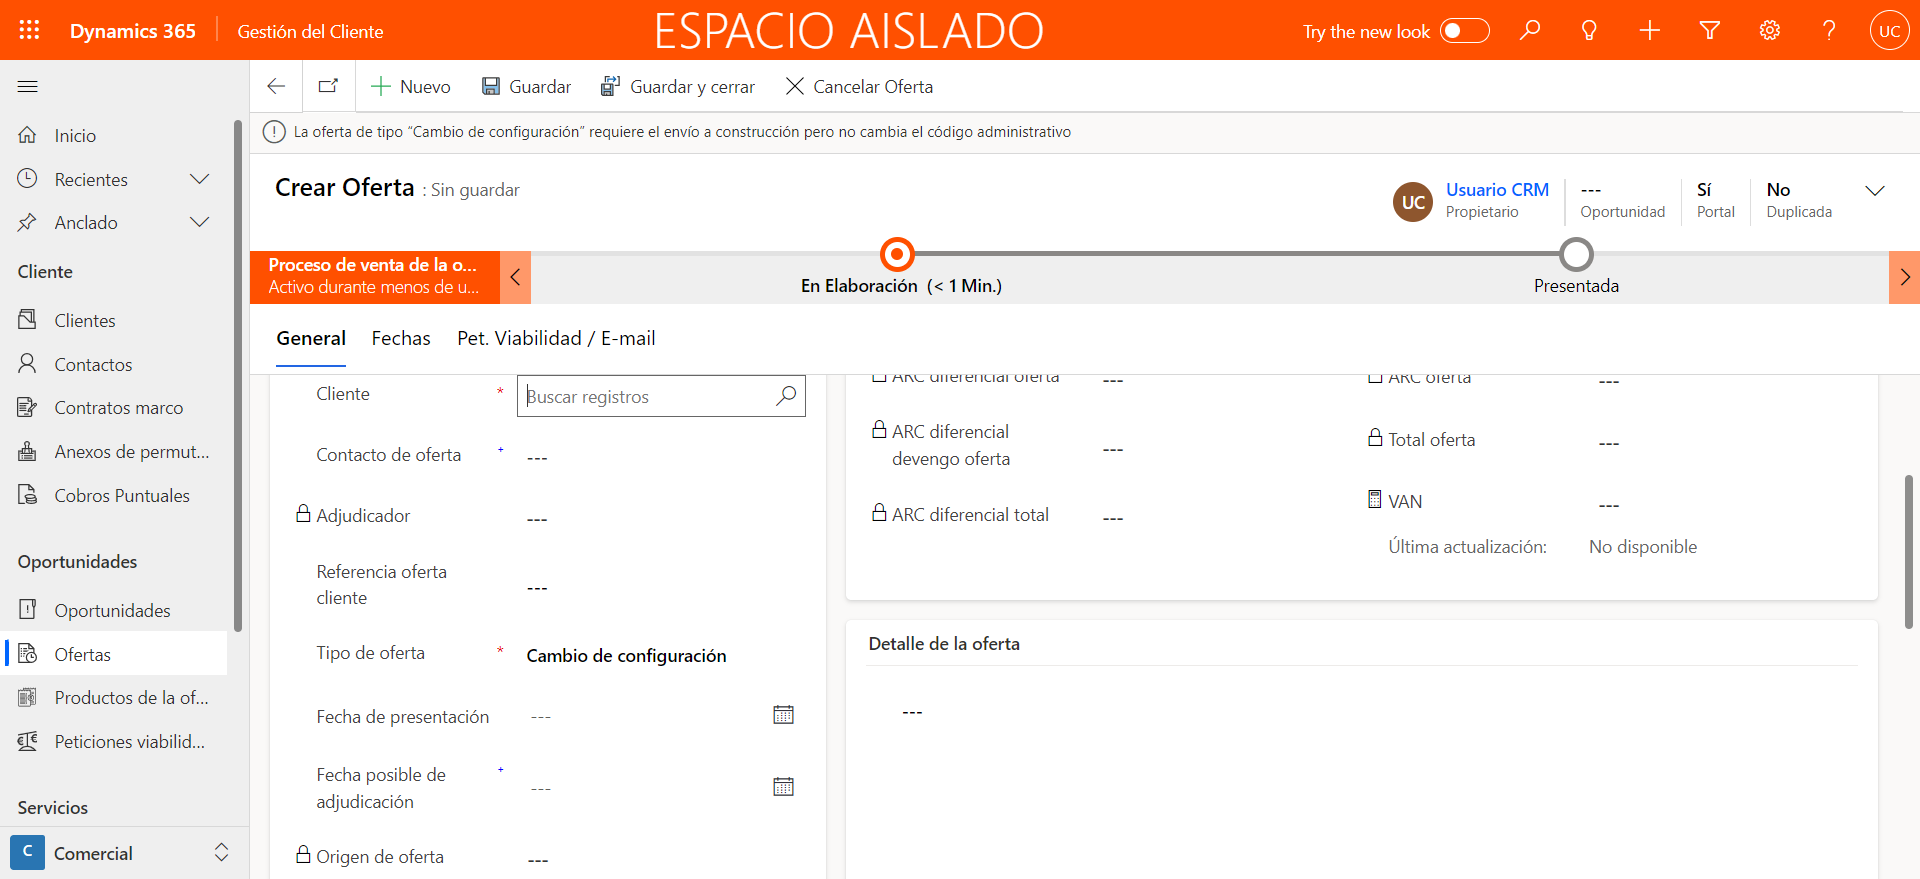 Dynamics 365
Gestión del Cliente
ESPACIO AISLADO
Try the new look
UC
Nuevo
Guardar
Guardar y cerrar
Cancelar Oferta
La oferta de tipo “Cambio de configuración” requiere el envío a construcción pero no cambia el código administrativo
Inicio
Recientes
Anclado
Cliente
Clientes
Contactos
Contratos marco
Anexos de permut...
Cobros Puntuales
Oportunidades
Oportunidades
Ofertas
Productos de la of...
Peticiones viabilid...
Servicios
C
Comercial
Crear Oferta : Sin guardar
UC
Usuario CRM
Propietario
---
Oportunidad
Sí
Portal
No
Duplicada
Proceso de venta de la o...
Activo durante menos de u...
En Elaboración (< 1 Min.)
Presentada
General
Fechas
Pet. Viabilidad / E-mail
Cliente *
Buscar registros
Contacto de oferta + ---
Adjudicador ---
Referencia oferta
cliente ---
Tipo de oferta * Cambio de configuración
Fecha de presentación ---
Fecha posible de
adjudicación + ---
Origen de oferta ---
ARC diferencial oferta ---
ARC diferencial
devengo oferta ---
ARC diferencial total ---
ARC oferta ---
Total oferta ---
VAN ---
Última actualización: No disponible
Detalle de la oferta
---